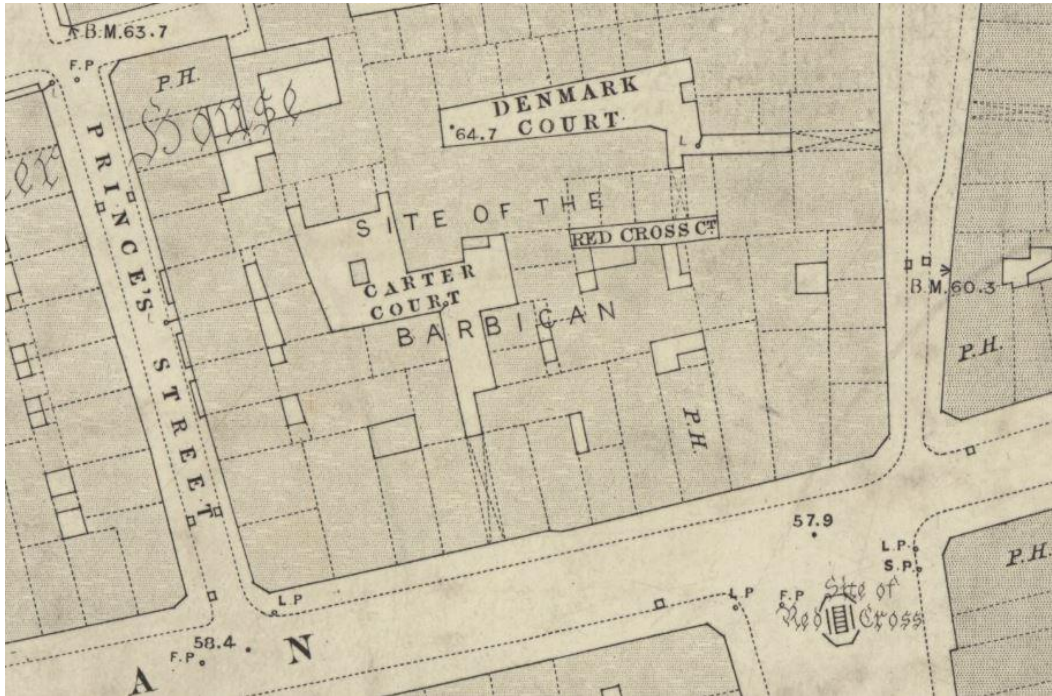 B.M.63.7
F.P
P.H.
House
er
PRINCE'S STREET
DENMARK
COURT
64.7
L
SITE OF THE
BARBICAN
RED CROSS CT
CARTER
COURT
B.M.60.3
P.H.
P.H.
57.9
L.P.
S.P.
P.H.
L.P
L.P
F.P
Site of
Red Cross
58.4
F.P
A N